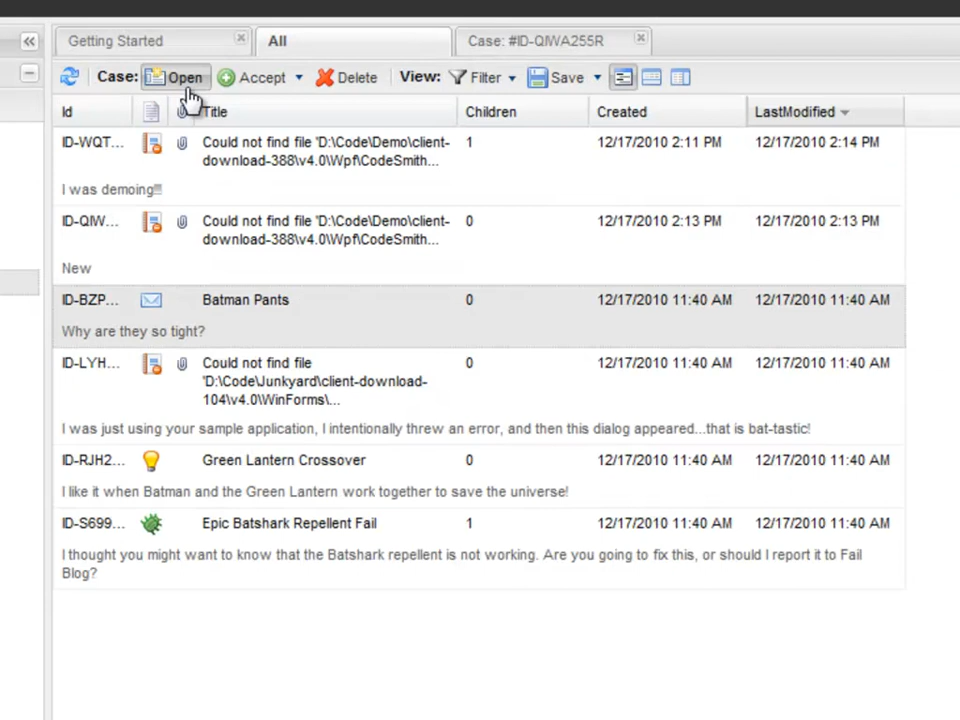 Getting Started
All
Case: #ID-QIWA255R
Case: Open Accept Delete View: Filter Save
Id Title Children Created LastModified
ID-WQT... Could not find file 'D:\Code\Demo\client- 1 12/17/2010 2:11 PM 12/17/2010 2:14 PM
download-388\v4.0\Wpf\CodeSmith...
I was demoing!!!
ID-QIW... Could not find file 'D:\Code\Demo\client- 0 12/17/2010 2:13 PM 12/17/2010 2:13 PM
download-388\v4.0\Wpf\CodeSmith...
New
ID-BZP... Batman Pants 0 12/17/2010 11:40 AM 12/17/2010 11:40 AM
Why are they so tight?
ID-LYH... Could not find file 0 12/17/2010 11:40 AM 12/17/2010 11:40 AM
'D:\Code\Junkyard\client-download-
104\v4.0\WinForms\...
I was just using your sample application, I intentionally threw an error, and then this dialog appeared...that is bat-tastic!
ID-RJH2... Green Lantern Crossover 0 12/17/2010 11:40 AM 12/17/2010 11:40 AM
I like it when Batman and the Green Lantern work together to save the universe!
ID-S699... Epic Batshark Repellent Fail 1 12/17/2010 11:40 AM 12/17/2010 11:40 AM
I thought you might want to know that the Batshark repellent is not working. Are you going to fix this, or should I report it to Fail
Blog?